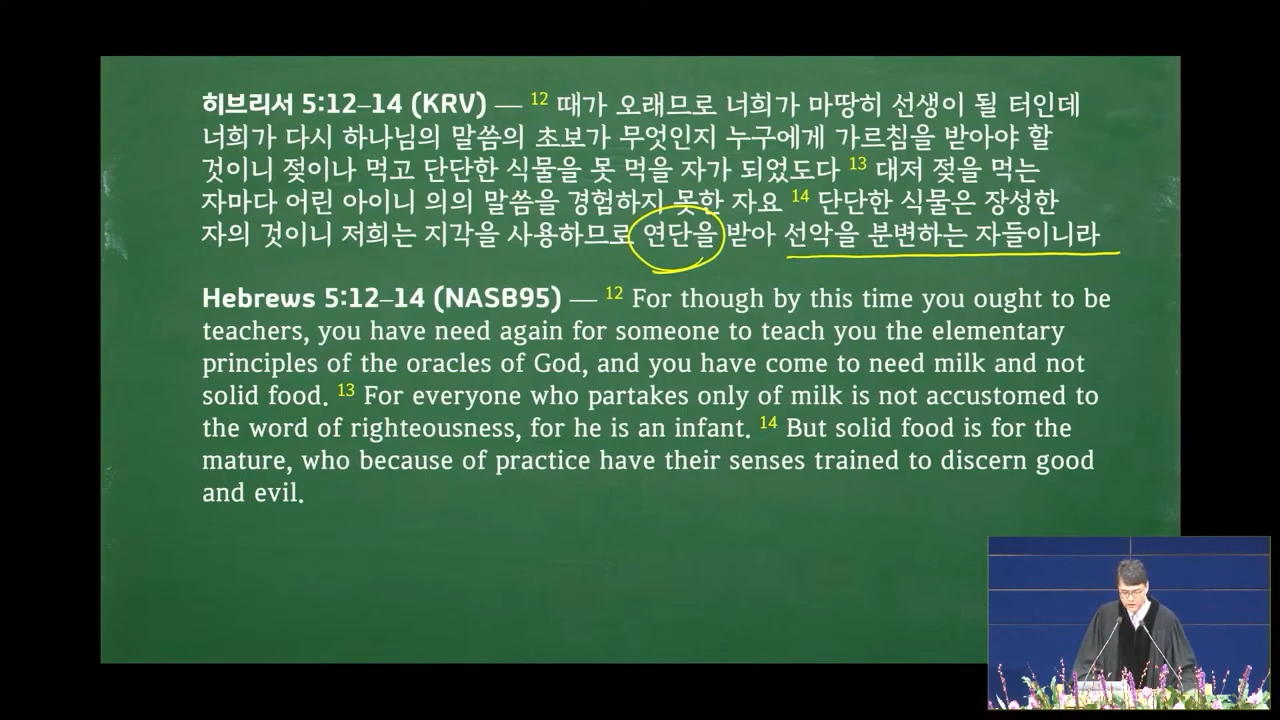 히브리서 5:12–14 (KRV) — 12 때가 오래므로 너희가 마땅히 선생이 될 터인데
너희가 다시 하나님의 말씀의 초보가 무엇인지 누구에게 가르침을 받아야 할
것이니 젖이나 먹고 단단한 식물을 못 먹을 자가 되었도다 13 대저 젖을 먹는
자마다 어린 아이니 의의 말씀을 경험하지 못한 자요 14 단단한 식물은 장성한
자의 것이니 저희는 지각을 사용하므로 연단을 받아 선악을 분변하는 자들이니라
Hebrews 5:12–14 (NASB95) — 12 For though by this time you ought to be
teachers, you have need again for someone to teach you the elementary
principles of the oracles of God, and you have come to need milk and not
solid food. 13 For everyone who partakes only of milk is not accustomed to
the word of righteousness, for he is an infant. 14 But solid food is for the
mature, who because of practice have their senses trained to discern good
and evil.